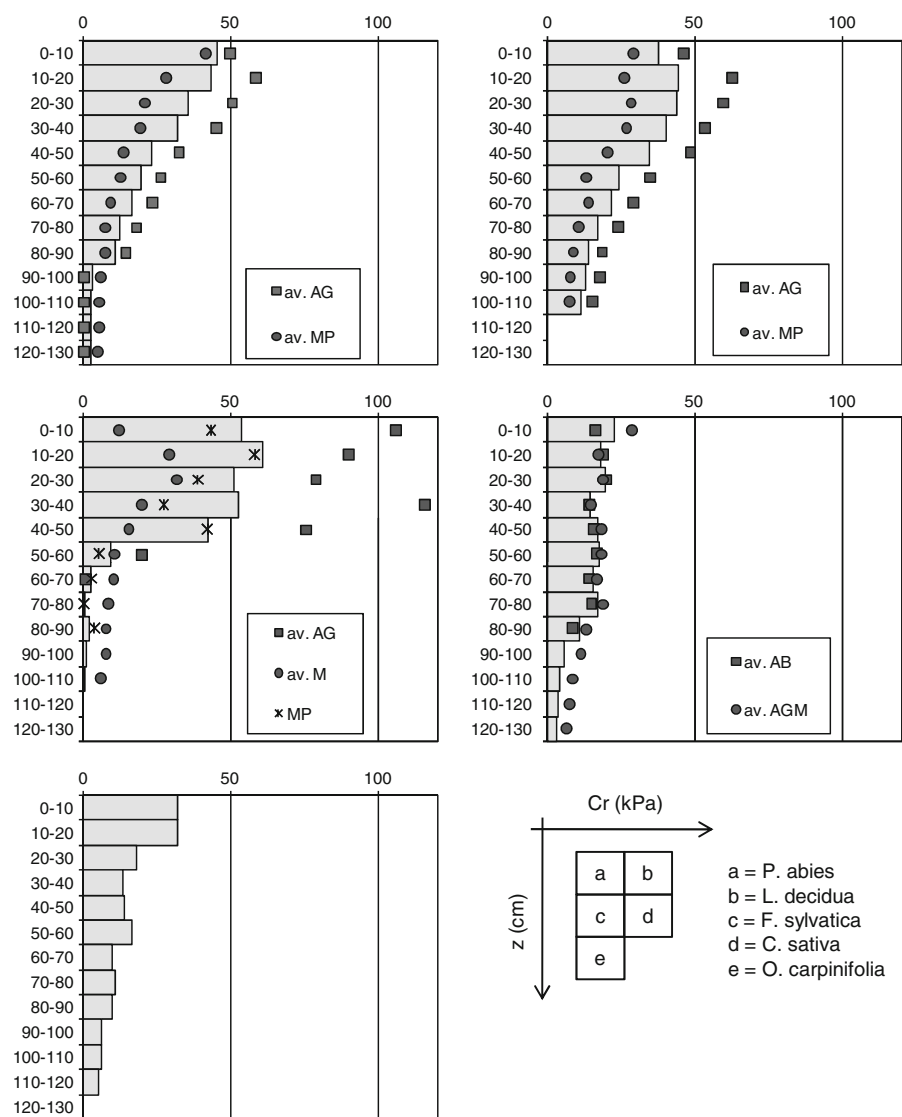 0 50 100
0-10
10-20
20-30
30-40
40-50
50-60
60-70
70-80
80-90
90-100
100-110
110-120
120-130
av. AG
av. MP
0 50 100
0-10
10-20
20-30
30-40
40-50
50-60
60-70
70-80
80-90
90-100
100-110
110-120
120-130
av. AG
av. MP
0 50 100
0-10
10-20
20-30
30-40
40-50
50-60
60-70
70-80
80-90
90-100
100-110
110-120
120-130
av. AG
av. M
MP
0 50 100
0-10
10-20
20-30
30-40
40-50
50-60
60-70
70-80
80-90
90-100
100-110
110-120
120-130
av. AB
av. AGM
0 50 100
0-10
10-20
20-30
30-40
40-50
50-60
60-70
70-80
80-90
90-100
100-110
110-120
120-130
Cr (kPa)
z (cm)
a b
c d
e
a = P. abies
b = L. decidua
c = F. sylvatica
d = C. sativa
e = O. carpinifolia